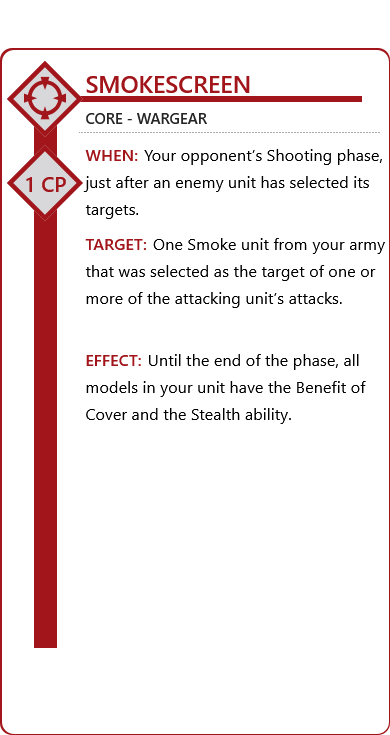 SMOKESCREEN
CORE - WARGEAR
WHEN: Your opponent’s Shooting phase,
1 CP
just after an enemy unit has selected its
targets.
TARGET: One Smoke unit from your army
that was selected as the target of one or
more of the attacking unit’s attacks.
EFFECT: Until the end of the phase, all
models in your unit have the Benefit of
Cover and the Stealth ability.